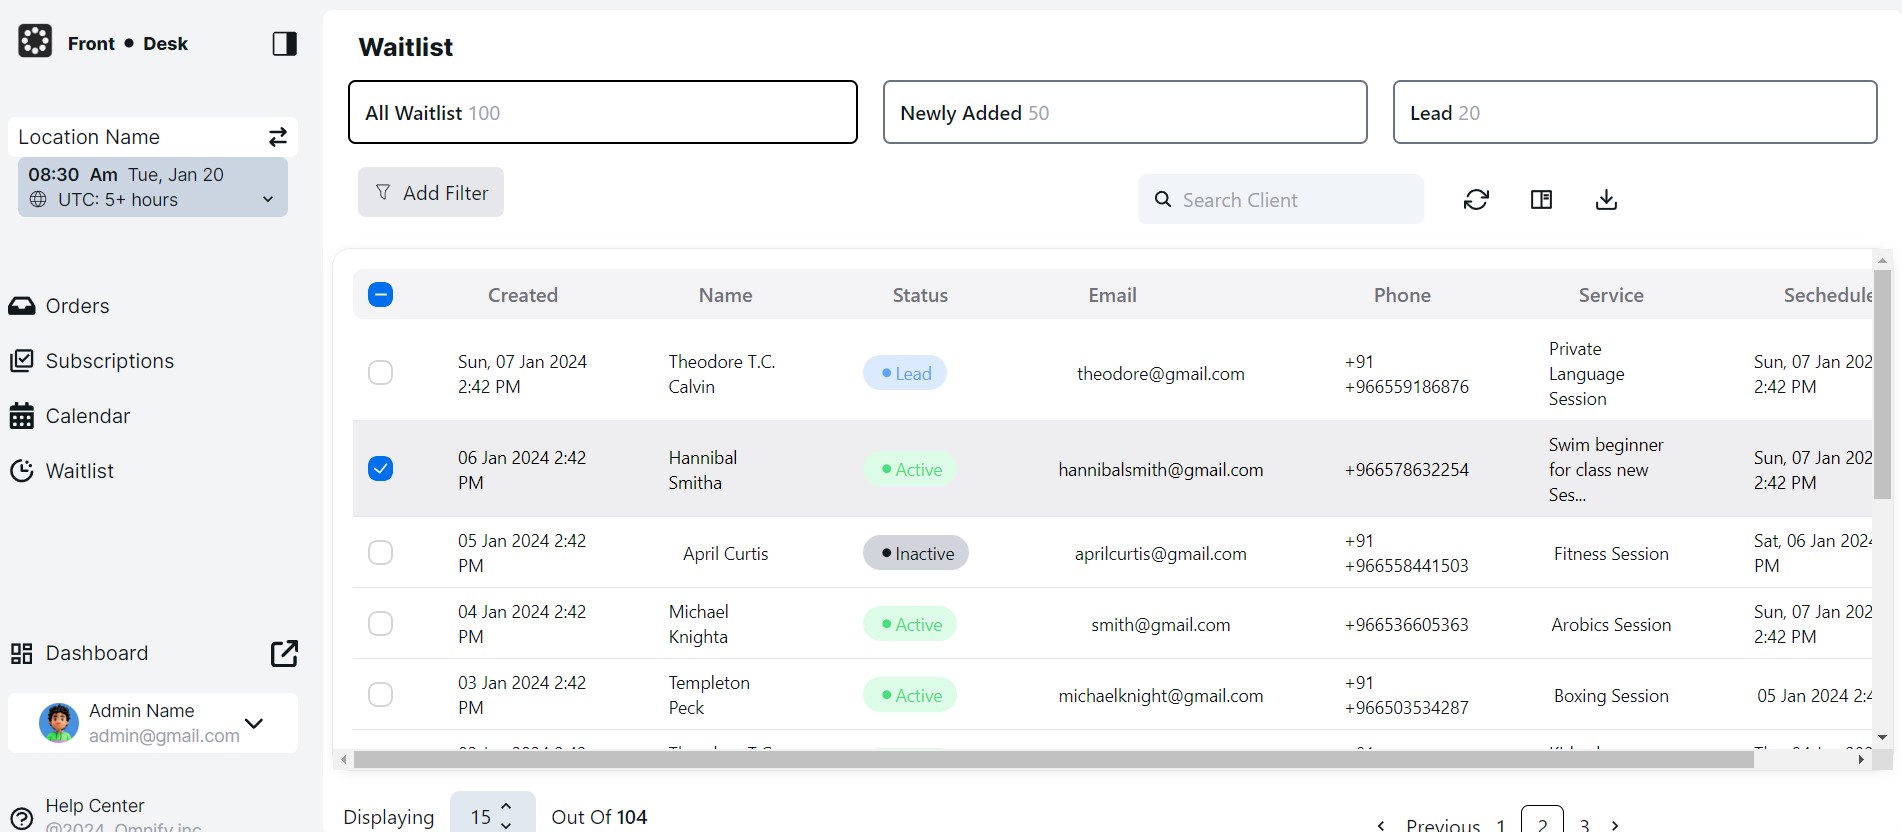 Front • Desk
Location Name
08:30 Am Tue, Jan 20
UTC: 5+ hours
Orders
Subscriptions
Calendar
Waitlist
Dashboard
Admin Name
admin@gmail.com
Help Center
@2024, Omnify.inc
Waitlist
All Waitlist 100
Newly Added 50
Lead 20
Add Filter
Search Client
Created Name Status Email Phone Service Sechedule
Sun, 07 Jan 2024
2:42 PM
Theodore T.C.
Calvin
Lead
theodore@gmail.com
+91
+966559186876
Private
Language
Session
Sun, 07 Jan 202
2:42 PM
06 Jan 2024 2:42
PM
Hannibal
Smitha
Active
hannibalsmith@gmail.com
+966578632254
Swim beginner
for class new
Ses...
Sun, 07 Jan 202
2:42 PM
05 Jan 2024 2:42
PM
April Curtis
Inactive
aprilcurtis@gmail.com
+91
+966558441503
Fitness Session
Sat, 06 Jan 2024
PM
04 Jan 2024 2:42
PM
Michael
Knighta
Active
smith@gmail.com
+966536605363
Arobics Session
Sun, 07 Jan 202
2:42 PM
03 Jan 2024 2:42
PM
Templeton
Peck
Active
michaelknight@gmail.com
+91
+966503534287
Boxing Session
05 Jan 2024 2:4
Displaying 15 Out Of 104
Previous 1 2 3